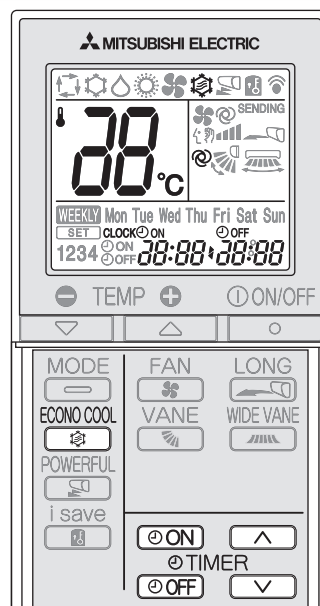 MITSUBISHI ELECTRIC
SENDING
88°C
WEEKLY Mon Tue Wed Thu Fri Sat Sun
SET CLOCK ON OFF
1234 ON OFF 88:88 88:88
TEMP ON/OFF
MODE FAN LONG
ECONO COOL VANE WIDE VANE
POWERFUL
i save
ON
TIMER
OFF